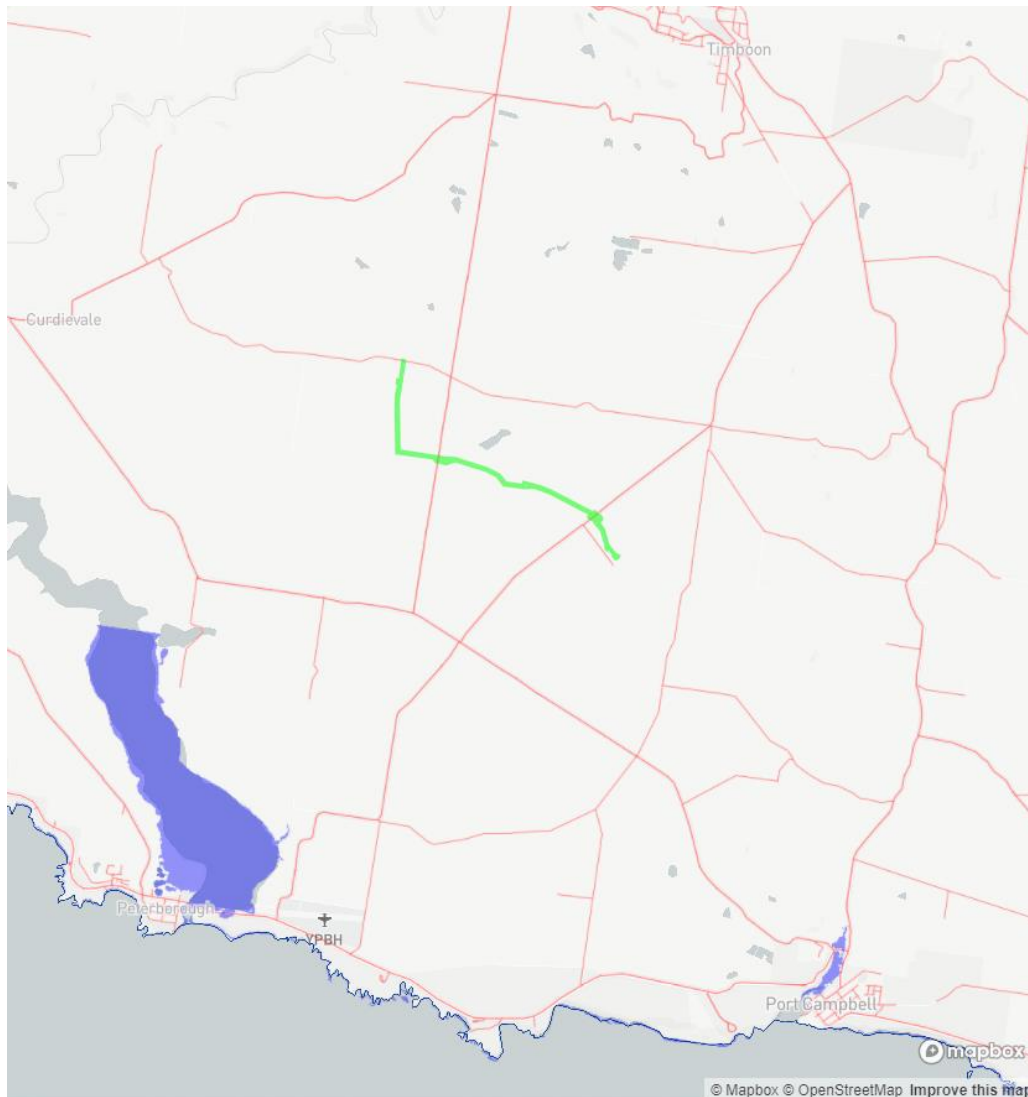 Timboon
Curdievale
Peterborough
YPBH
Port Campbell
mapbox
© Mapbox © OpenStreetMap Improve this map